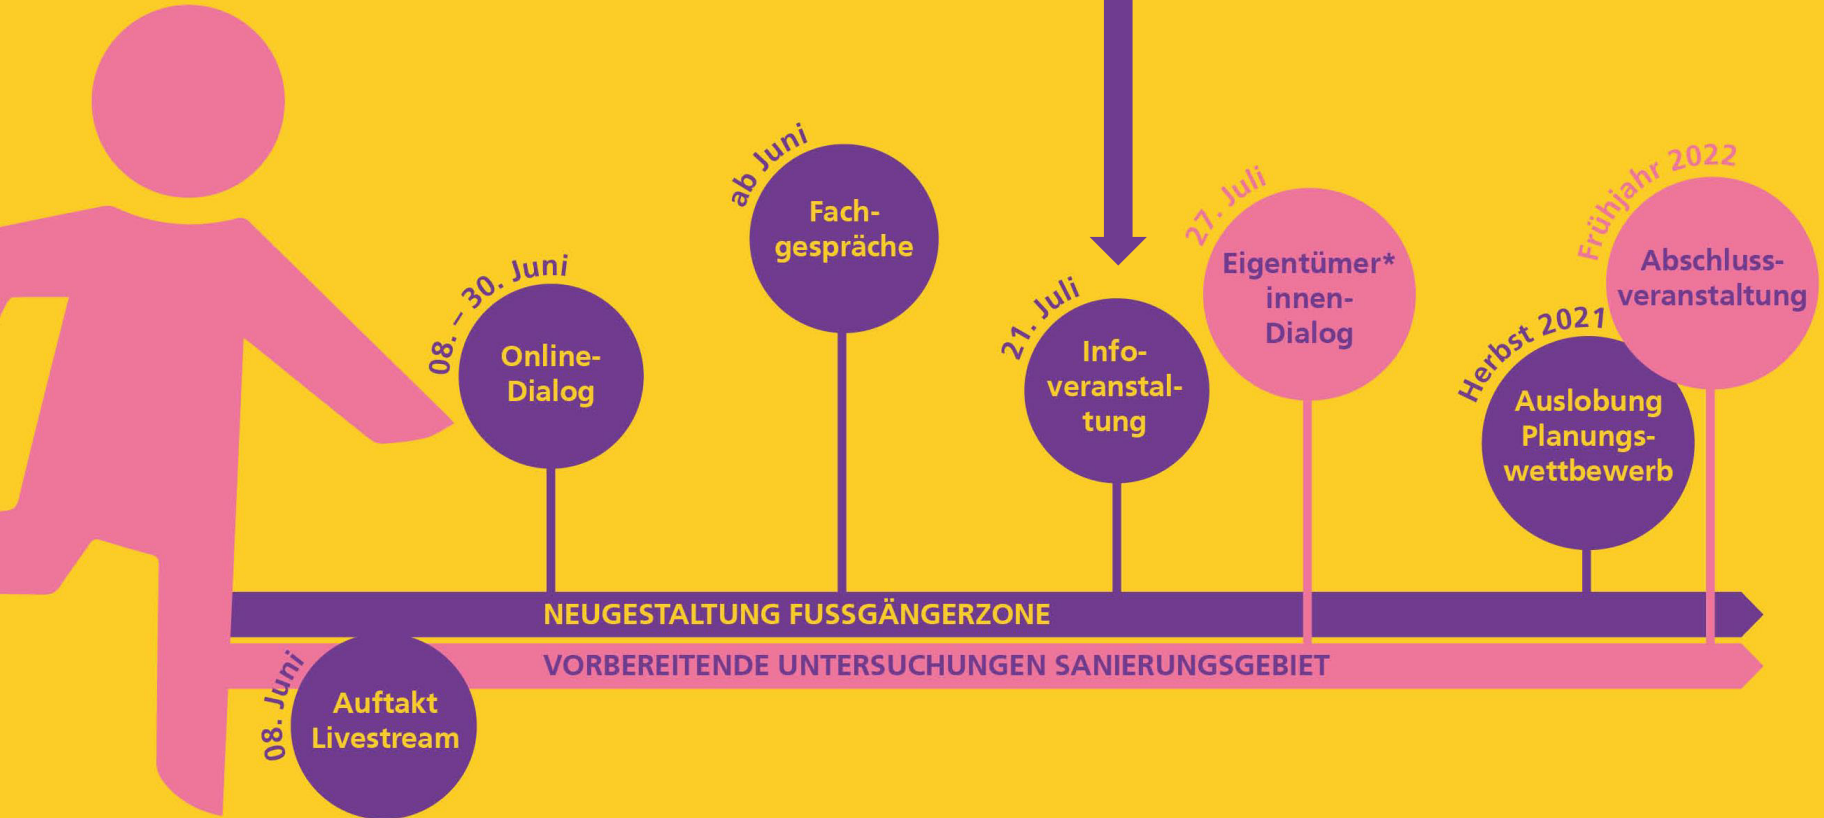 08. – 30. Juni
Online-
Dialog
ab Juni
Fach-
gespräche
21. Juli
Info-
veranstal-
tung
27. Juli
Eigentümer*
innen-
Dialog
Herbst 2021
Auslobung
Planungs-
wettbewerb
Frühjahr 2022
Abschluss-
veranstaltung
NEUGESTALTUNG FUSSGÄNGERZONE
VORBEREITENDE UNTERSUCHUNGEN SANIERUNGSGEBIET
08. Juni
Auftakt
Livestream